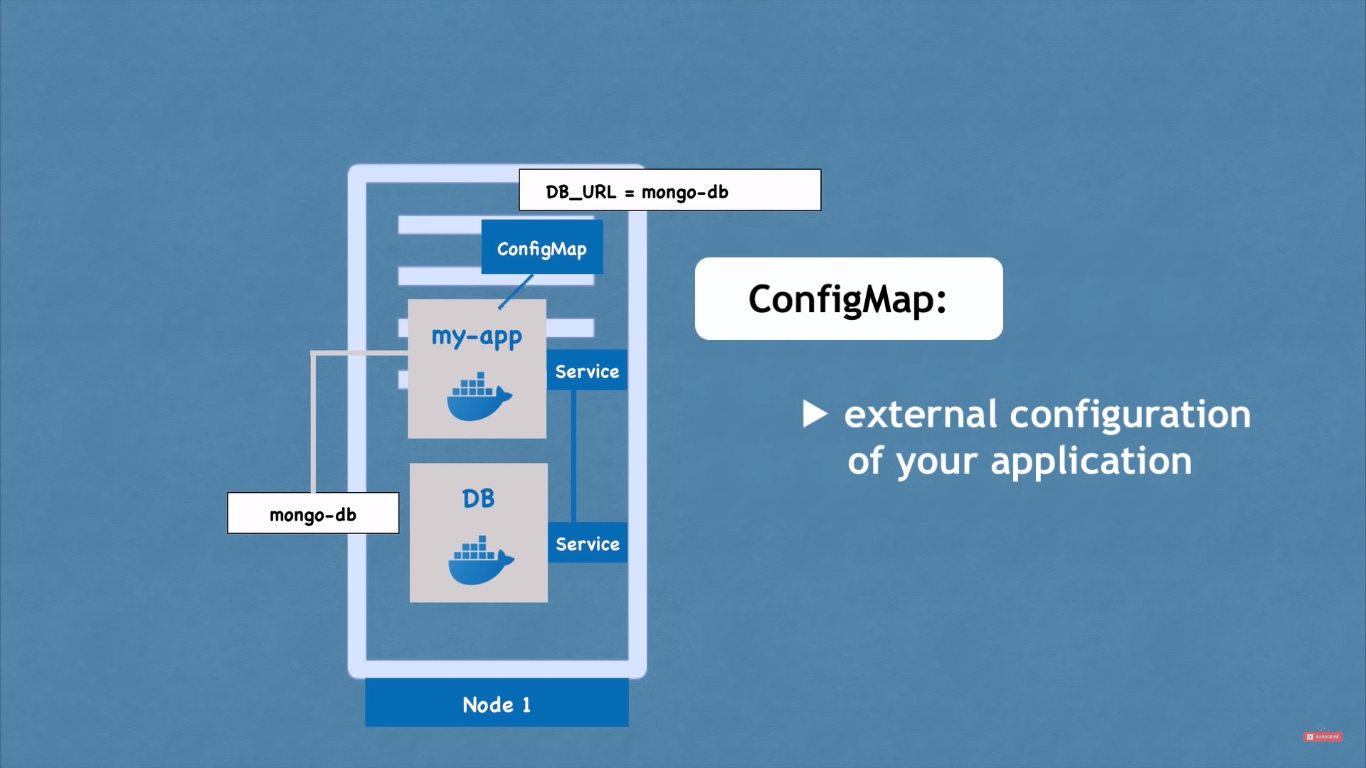 DB_URL = mongo-db
ConfigMap
ConfigMap:
my-app
Service
external configuration
of your application
DB
mongo-db
Service
Node 1
SUBSCRIBE